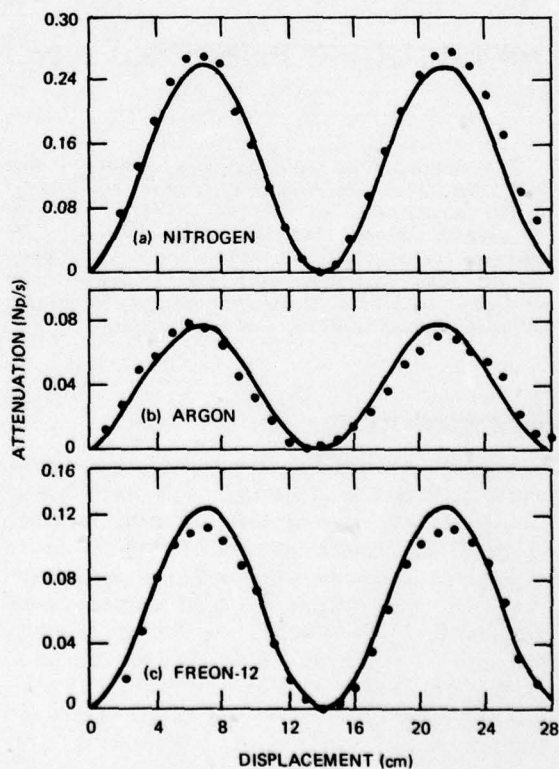 0.30
0.24
0.16
0.08
0
(a) NITROGEN
ATTENUATION (Np/s)
0.08
0.04
0
(b) ARGON
0.16
0.12
0.08
0.04
0
(c) FREON-12
0 4 8 12 16 20 24 28
DISPLACEMENT (cm)